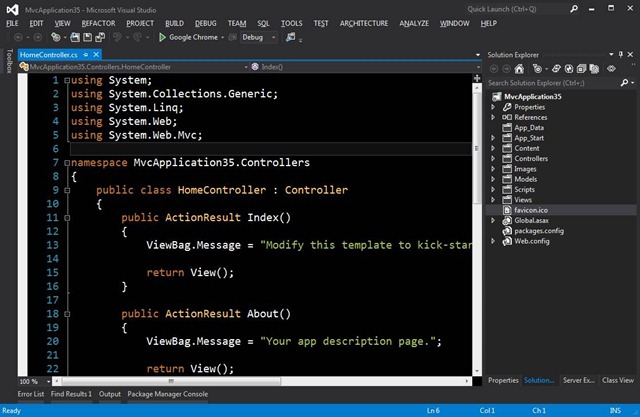 MvcApplication35 - Microsoft Visual Studio
Quick Launch (Ctrl+Q)
FILE EDIT VIEW REFACTOR PROJECT BUILD DEBUG TEAM SQL TOOLS TEST ARCHITECTURE ANALYZE WINDOW HELP
Google Chrome Debug
Toolbox
HomeController.cs
MvcApplication35.Controllers.HomeController
Index()
1 using System;
2 using System.Collections.Generic;
3 using System.Linq;
4 using System.Web;
5 using System.Web.Mvc;
6
7 namespace MvcApplication35.Controllers
8 {
9 public class HomeController : Controller
10 {
11 public ActionResult Index()
12 {
13 ViewBag.Message = "Modify this template to kick-star
14
15 return View();
16 }
17
18 public ActionResult About()
19 {
20 ViewBag.Message = "Your app description page.";
21
22 return View();
100 %
Solution Explorer
Search Solution Explorer (Ctrl+;)
MvcApplication35
Properties
References
App_Data
App_Start
Content
Controllers
Images
Models
Scripts
Views
favicon.ico
Global.asax
packages.config
Web.config
Properties Solution... Server Ex... Class View
Error List Find Results 1 Output Package Manager Console
Ready Ln 6 Col 1 Ch 1 INS